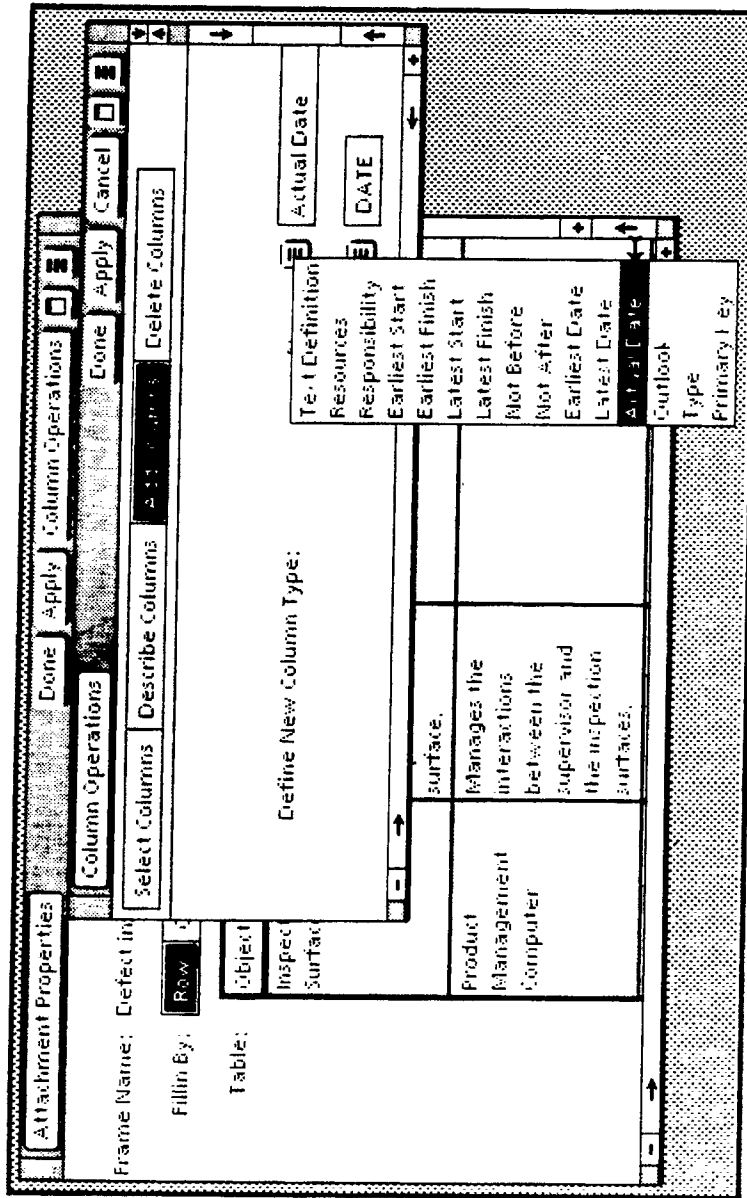 Attachment Properties
Done Apply Column Operations
Column Operations
Done Apply Cancel
Select Columns Describe Columns Add Columns Delete Columns
Define New Column Type:
Actual Date
DATE
Text Definition
Resources
Responsibility
Earliest Start
Earliest Finish
Latest Start
Latest Finish
Not Before
Not After
Earliest Date
Latest Date
Actual Date
Outlook
Type
Primary Key
Frame Name: Defect
Fillin By: Row
Table:
Object
surface.
Product
Management
Computer
Manages the
interactions
between the
supervisor and
the inspection
surfaces.